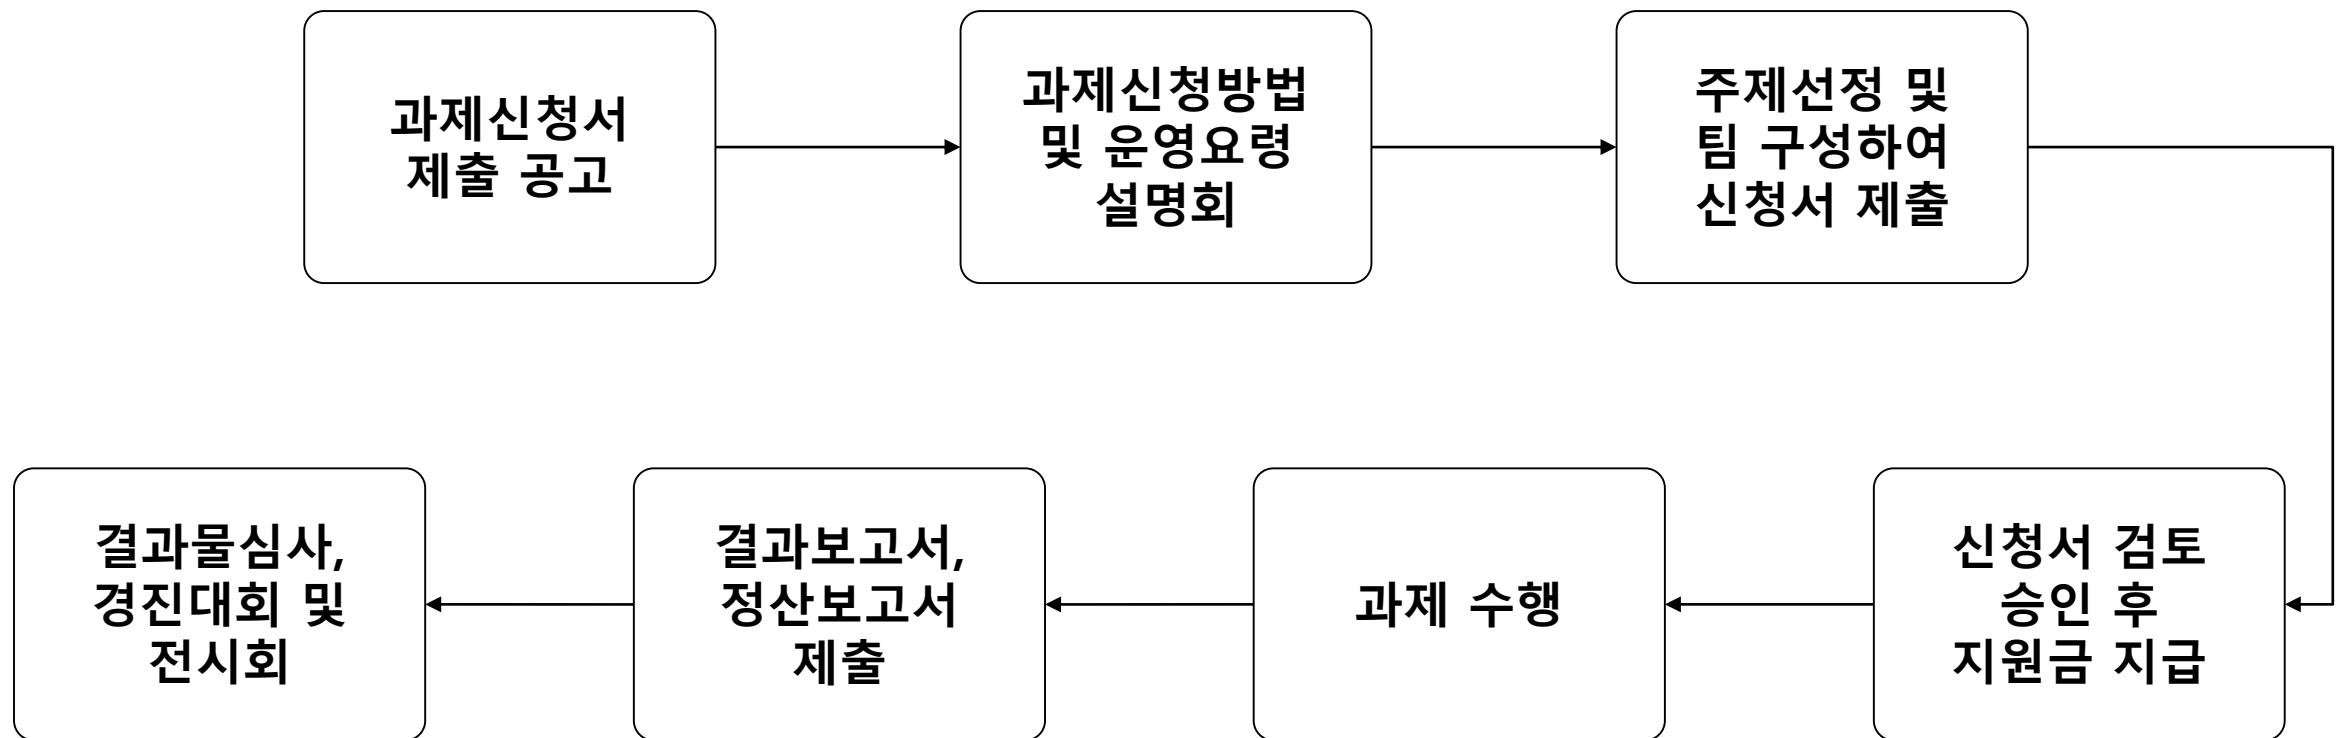 과제신청서
제출 공고
과제신청방법
및 운영요령
설명회
주제선정 및
팀 구성하여
신청서 제출
신청서 검토
승인 후
지원금 지급
과제 수행
결과보고서,
정산보고서
제출
결과물심사,
경진대회 및
전시회